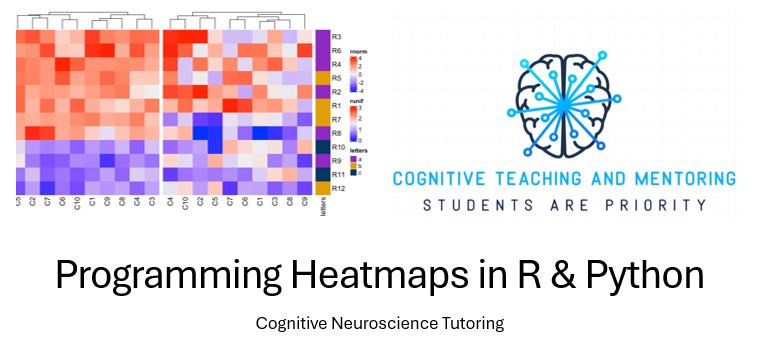 R3
R6
R4
R5
R2
R1
R7
R8
R10
R9
R11
R12
rnorm
4
2
0
-2
-4
runif
3
2
1
0
letters
a
b
c
C5 C2 C7 C6 C10 C1 C9 C8 C4 C3
C4 C10 C2 C5 C7 C6 C1 C3 C8 C9
letters
COGNITIVE TEACHING AND MENTORING
STUDENTS ARE PRIORITY
Programming Heatmaps in R & Python
Cognitive Neuroscience Tutoring